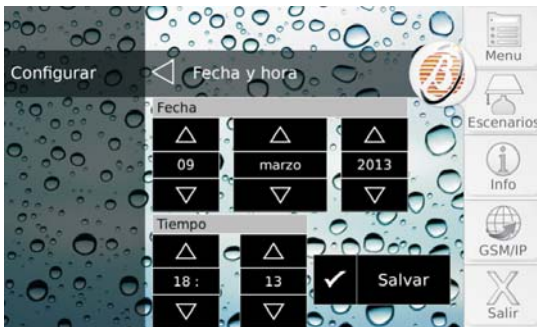 Configurar
Fecha y hora
Menu
Fecha
Escenarios
09 marzo 2013
Info
Tiempo
GSM/IP
18 : 13
Salvar
Salir